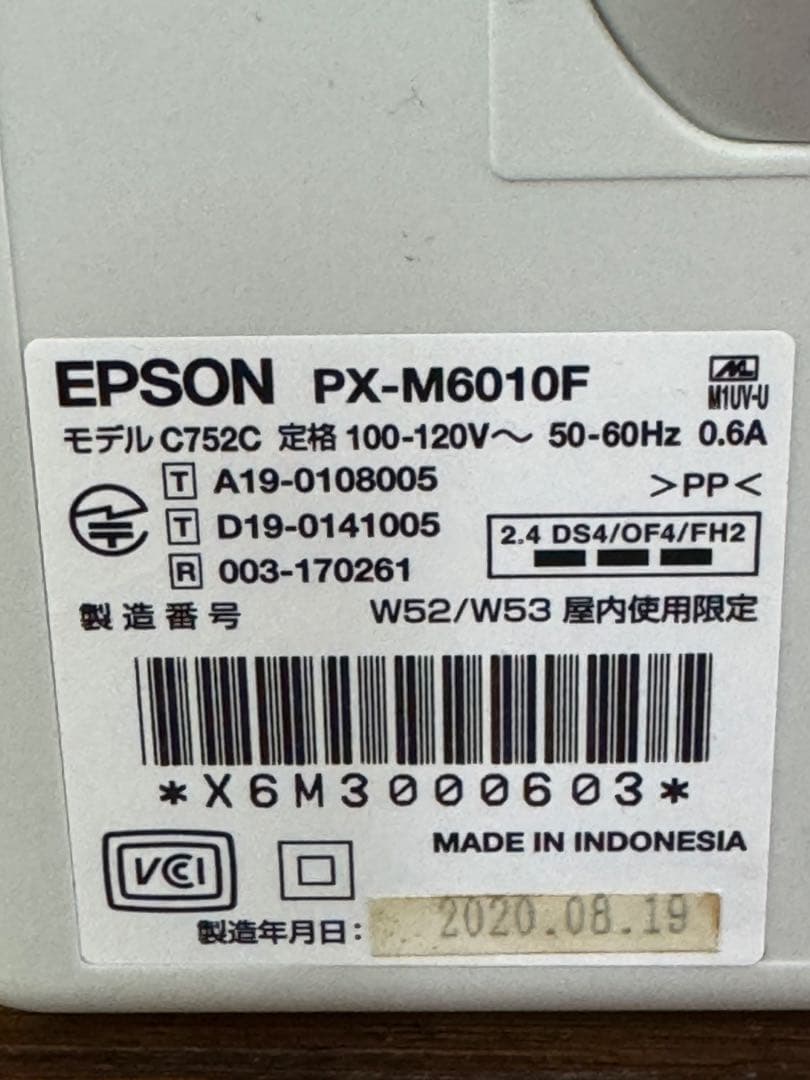 EPSON PX-M6010F
M1UV-U
モデル C752C 定格 100-120V～ 50-60Hz 0.6A
T A19-0108005
>PP<
T D19-0141005
2.4 DS4/OF4/FH2
R 003-170261
製造番号
W52/W53 屋内使用限定
*X6M3000603*
MADE IN INDONESIA
VCCI
製造年月日: 2020.08.19